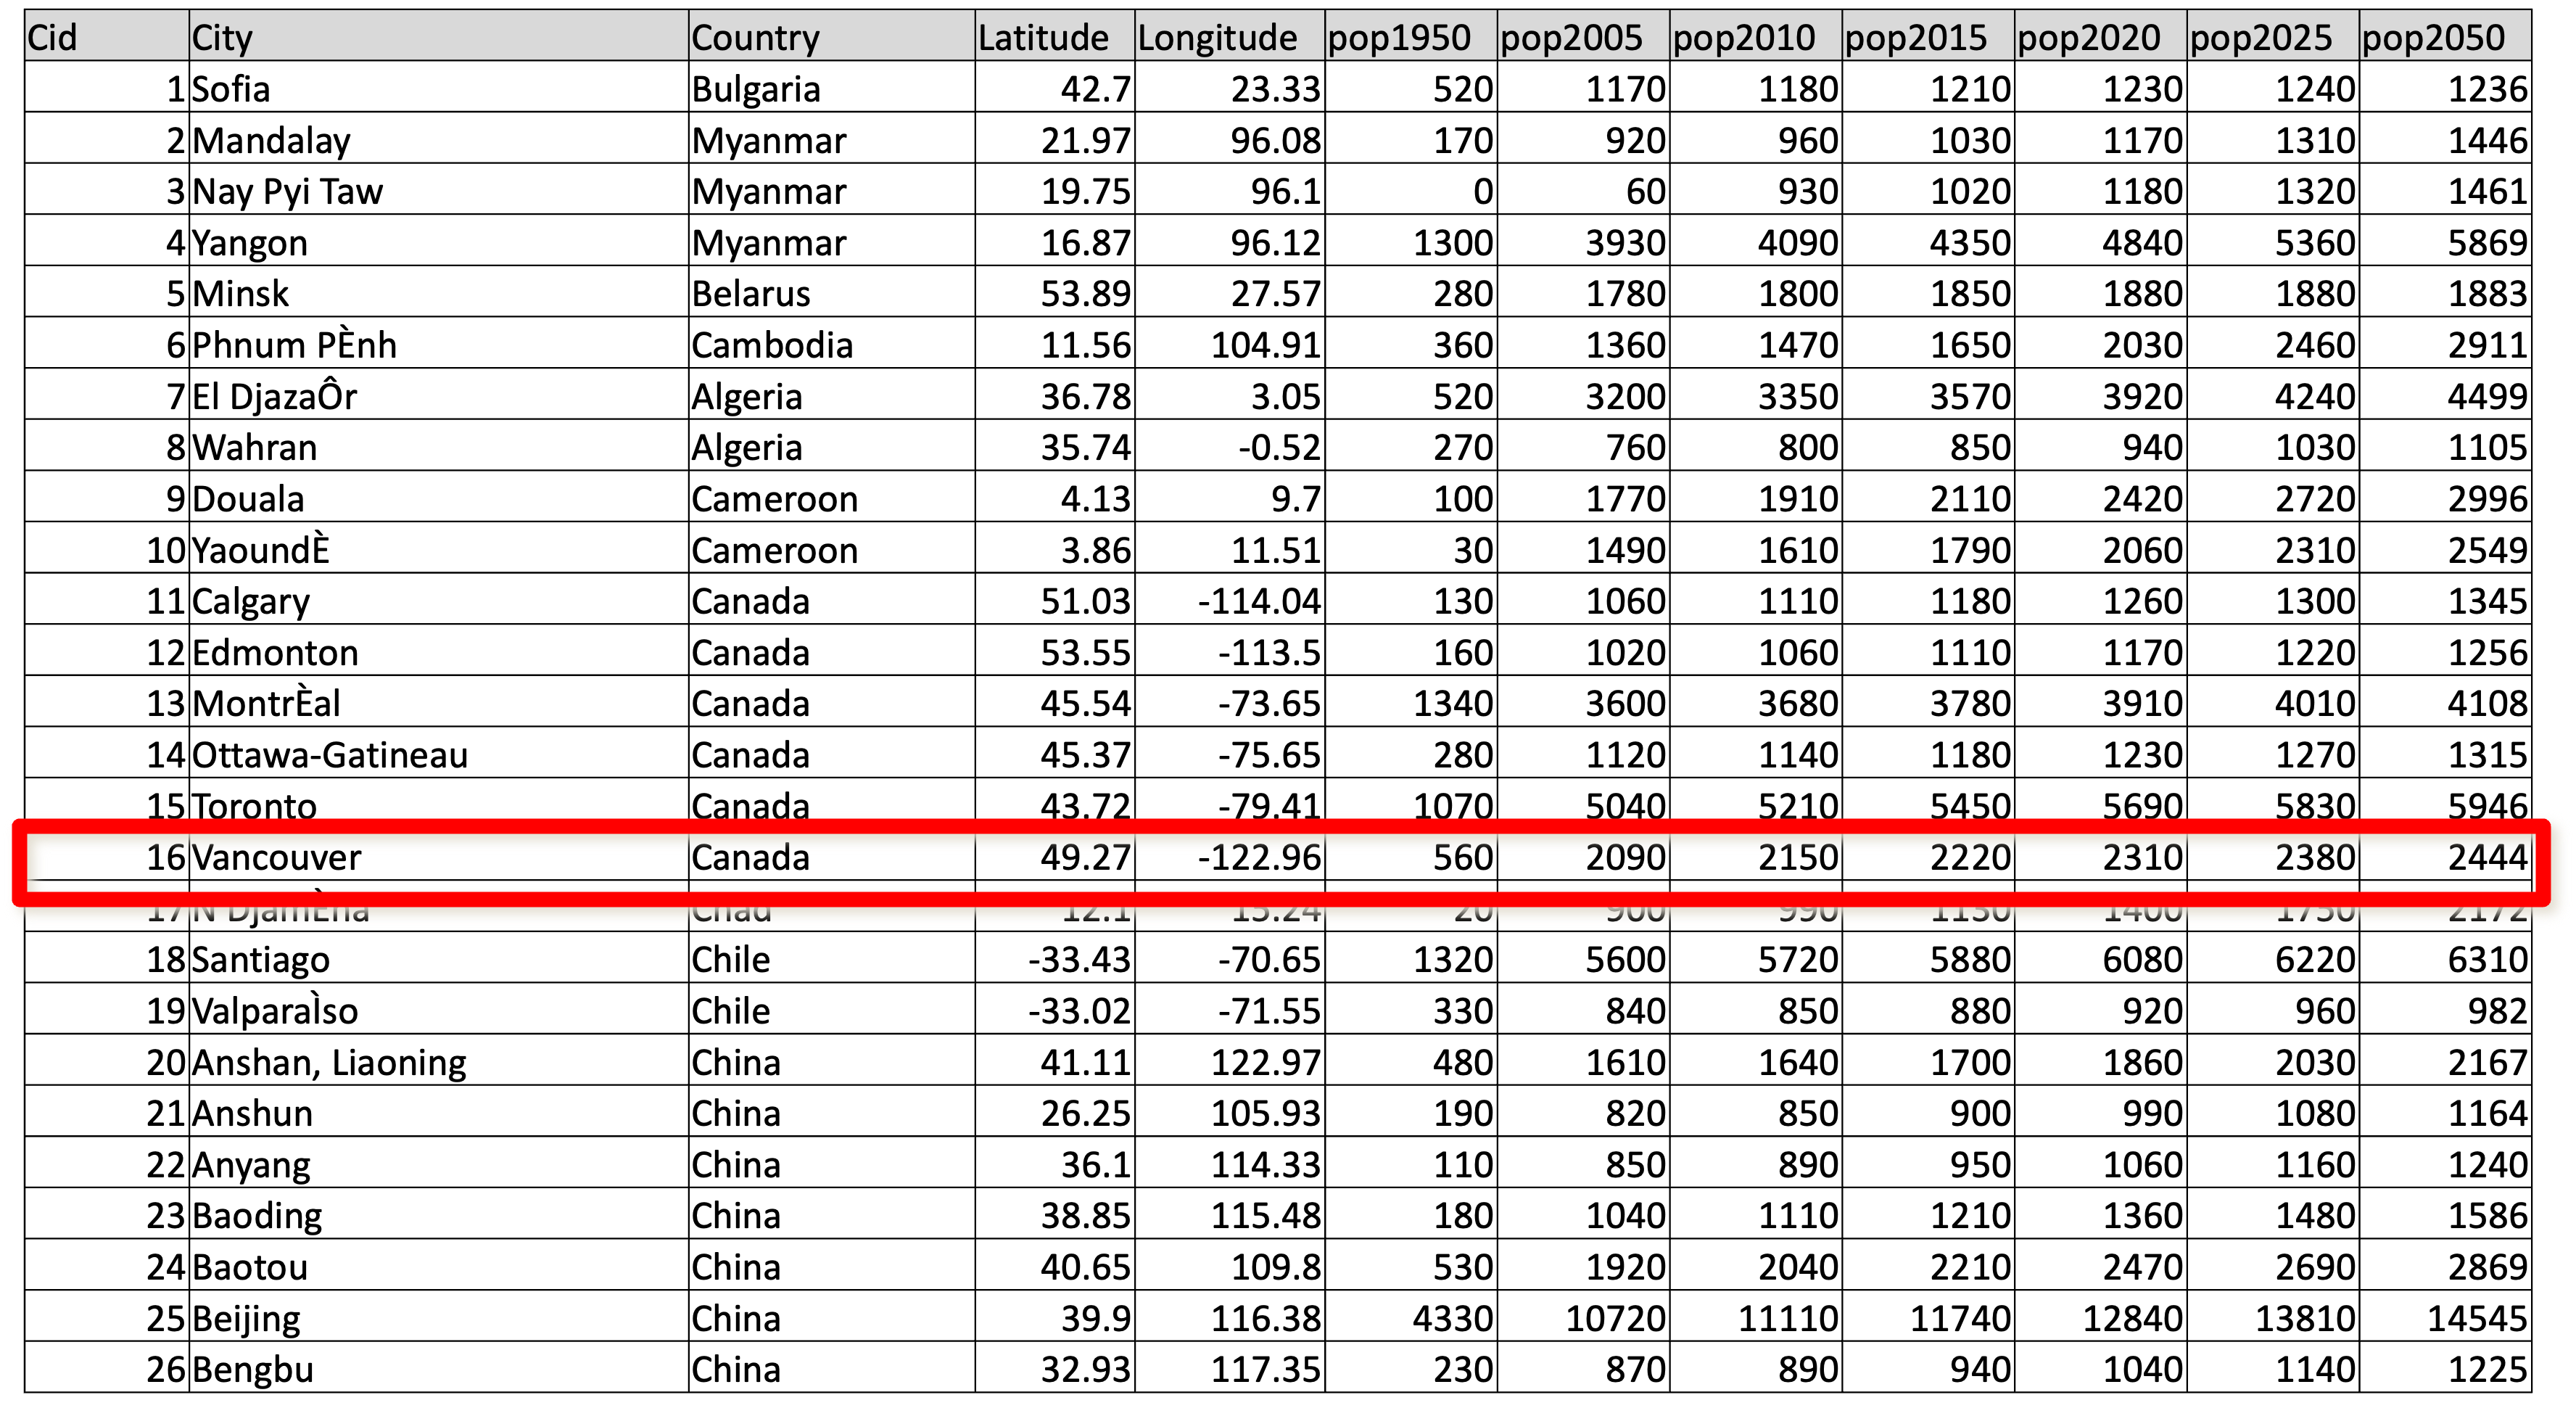 Cid City Country Latitude Longitude pop1950 pop2005 pop2010 pop2015 pop2020 pop2025 pop2050
1 Sofia Bulgaria 42.7 23.33 520 1170 1180 1210 1230 1240 1236
2 Mandalay Myanmar 21.97 96.08 170 920 960 1030 1170 1310 1446
3 Nay Pyi Taw Myanmar 19.75 96.1 0 60 930 1020 1180 1320 1461
4 Yangon Myanmar 16.87 96.12 1300 3930 4090 4350 4840 5360 5869
5 Minsk Belarus 53.89 27.57 280 1780 1800 1850 1880 1880 1883
6 Phnum PÈnh Cambodia 11.56 104.91 360 1360 1470 1650 2030 2460 2911
7 El DjazaÔr Algeria 36.78 3.05 520 3200 3350 3570 3920 4240 4499
8 Wahran Algeria 35.74 -0.52 270 760 800 850 940 1030 1105
9 Douala Cameroon 4.13 9.7 100 1770 1910 2110 2420 2720 2996
10 YaoundÈ Cameroon 3.86 11.51 30 1490 1610 1790 2060 2310 2549
11 Calgary Canada 51.03 -114.04 130 1060 1110 1180 1260 1300 1345
12 Edmonton Canada 53.55 -113.5 160 1020 1060 1110 1170 1220 1256
13 MontrÈal Canada 45.54 -73.65 1340 3600 3680 3780 3910 4010 4108
14 Ottawa-Gatineau Canada 45.37 -75.65 280 1120 1140 1180 1230 1270 1315
15 Toronto Canada 43.72 -79.41 1070 5040 5210 5450 5690 5830 5946
16 Vancouver Canada 49.27 -122.96 560 2090 2150 2220 2310 2380 2444
17 Chad 12.1 15.24 20 900 990 1400 2172
18 Santiago Chile -33.43 -70.65 1320 5600 5720 5880 6080 6220 6310
19 ValparaÌso Chile -33.02 -71.55 330 840 850 880 920 960 982
20 Anshan, Liaoning China 41.11 122.97 480 1610 1640 1700 1860 2030 2167
21 Anshun China 26.25 105.93 190 820 850 900 990 1080 1164
22 Anyang China 36.1 114.33 110 850 890 950 1060 1160 1240
23 Baoding China 38.85 115.48 180 1040 1110 1210 1360 1480 1586
24 Baotou China 40.65 109.8 530 1920 2040 2210 2470 2690 2869
25 Beijing China 39.9 116.38 4330 10720 11110 11740 12840 13810 14545
26 Bengbu China 32.93 117.35 230 870 890 940 1040 1140 1225